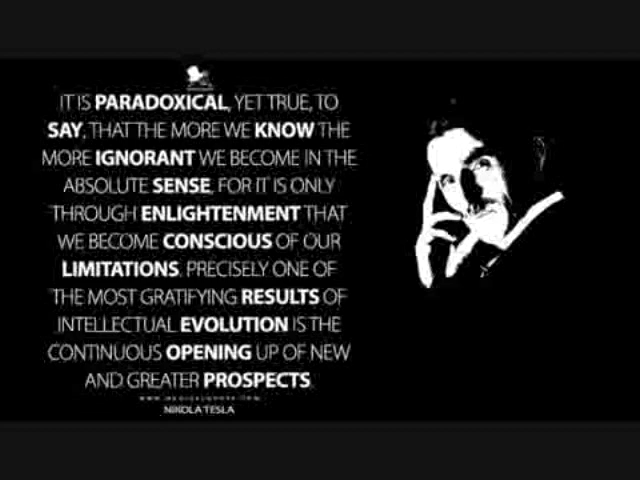 IT IS PARADOXICAL, YET TRUE, TO
SAY, THAT THE MORE WE KNOW THE
MORE IGNORANT WE BECOME IN THE
ABSOLUTE SENSE, FOR IT IS ONLY
THROUGH ENLIGHTENMENT THAT
WE BECOME CONSCIOUS OF OUR
LIMITATIONS. PRECISELY ONE OF
THE MOST GRATIFYING RESULTS OF
INTELLECTUAL EVOLUTION IS THE
CONTINUOUS OPENING UP OF NEW
AND GREATER PROSPECTS.
NIKOLA TESLA